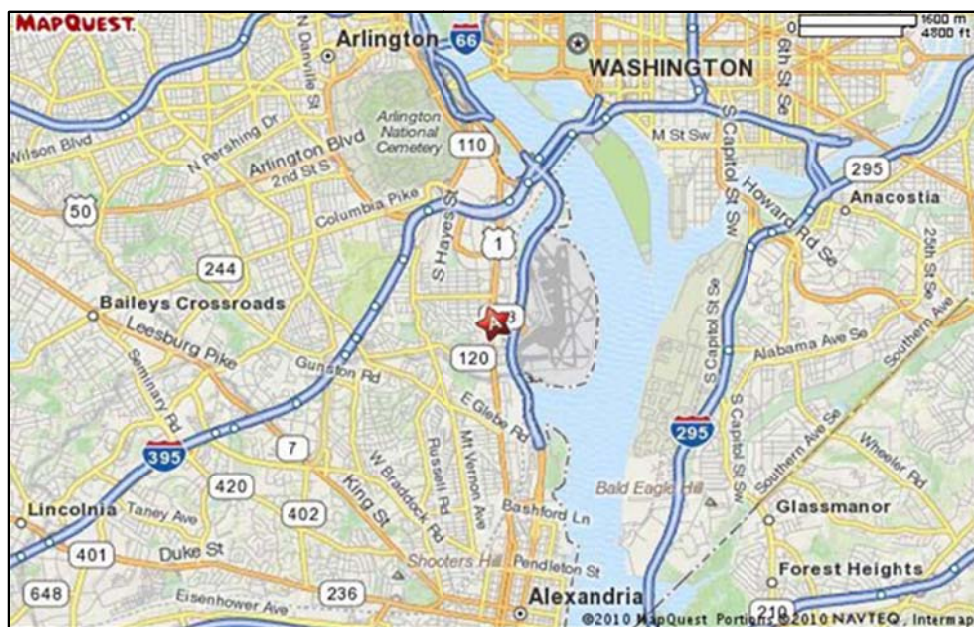 MAPQUEST.
1600 m
0
4800 ft
Arlington
66
WASHINGTON
N Danville St
6th St Se
Arlington
National
Cemetery
110
M St Sw
S Capitol St Sw
295
Wilson Blvd
N Pershing Dr
Arlington Blvd
2nd St S
Howard Rd Se
Anacostia
50
Columbia Pike
S Hayes St
1
25th St Se
244
Baileys Crossroads
S Capitol St Se
Southern Ave
Leesburg Pike
A
120
Alabama Ave Se
Gunston Rd
Seminary Rd
E Glebe Rd
S Capitol St Sw
Southern Ave Se
395
7
Russell Rd
Mt Vernon Ave
295
Wheeler Rd
420
W Braddock Rd
King St
Bald Eagle Hill
Lincolnia
Taney Ave
402
Bashford Ln
Glassmanor
401
Duke St
Shooters Hill
Pendleton St
Forest Heights
648
Eisenhower Ave
236
Alexandria
210
©2010 MapQuest Portions ©2010 NAVTEQ, Intermap